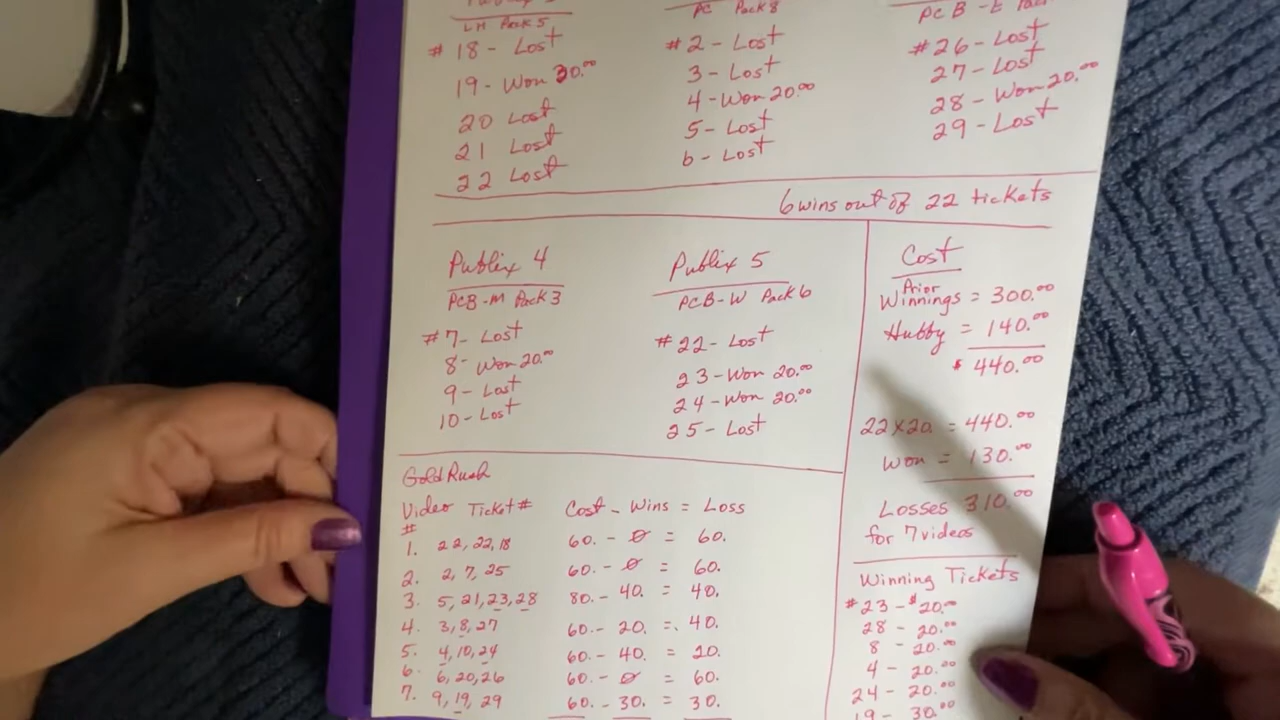 LH Pack 5
# 18 - Lost
19 - Won 30.00
20 Lost
21 Lost
22 Lost
PC Pack 8
#2 - Lost
3 - Lost
4 - Won 20.00
5 - Lost
6 - Lost
PCB - E Pack
#26 - Lost
27 - Lost
28 - Won 20.00
29 - Lost
6 wins out of 22 tickets
Publix 4
PCB-M Pack 3
#7 - Lost
8 - Won 20.00
9 - Lost
10 - Lost
Publix 5
PCB-W Pack 6
#22 - Lost
23 - Won 20.00
24 - Won 20.00
25 - Lost
Cost
Prior
Winnings = 300.00
Hubby = 140.00
$ 440.00
22x20. = 440.00
Won = 130.00
Losses 310.00
for 7 videos
Gold Rush
Video Ticket# Cost - Wins = Loss
#
1. 22, 22, 18 60. - 0 = 60.
2. 2, 7, 25 60. - 0 = 60.
3. 5, 21, 23, 28 80. - 40. = 40.
4. 3, 8, 27 60. - 20. = 40.
5. 4, 10, 24 60. - 40. = 20.
6. 6, 20, 26 60. - 0 = 60.
7. 9, 19, 29 60. - 30. = 30.
Winning Tickets
#23 - $20.00
28 - 20.00
8 - 20.00
4 - 20.00
24 - 20.00
19 - 30.00